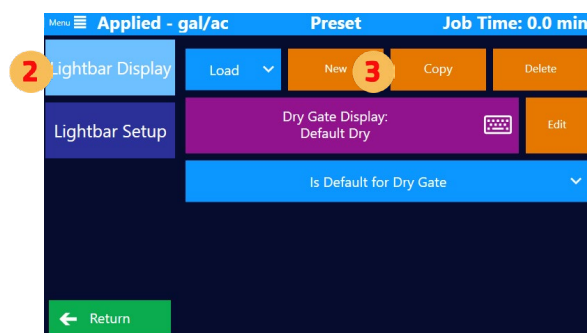 Menu Applied - gal/ac Preset Job Time: 0.0 min
2 Lightbar Display Load New 3 Copy Delete
Dry Gate Display:
Default Dry
Edit
Lightbar Setup
Is Default for Dry Gate
Return